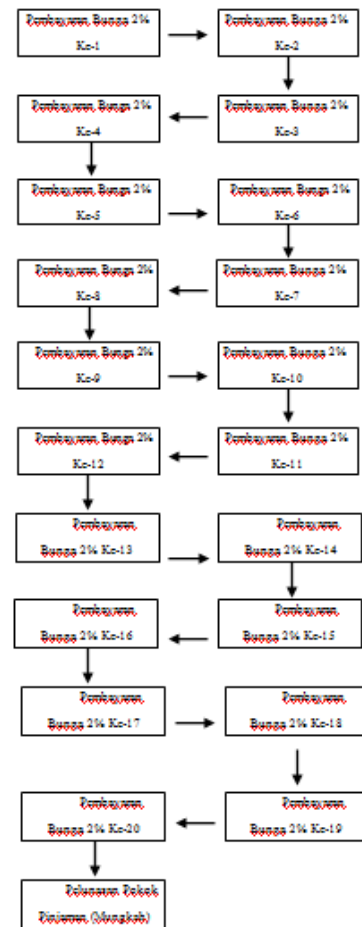 Pembayaran Bunga 2%
Ke-1
Pembayaran Bunga 2%
Ke-2
Pembayaran Bunga 2%
Ke-3
Pembayaran Bunga 2%
Ke-4
Pembayaran Bunga 2%
Ke-5
Pembayaran Bunga 2%
Ke-6
Pembayaran Bunga 2%
Ke-7
Pembayaran Bunga 2%
Ke-8
Pembayaran Bunga 2%
Ke-9
Pembayaran Bunga 2%
Ke-10
Pembayaran Bunga 2%
Ke-11
Pembayaran Bunga 2%
Ke-12
Pembayaran
Bunga 2% Ke-13
Pembayaran
Bunga 2% Ke-14
Pembayaran
Bunga 2% Ke-15
Pembayaran
Bunga 2% Ke-16
Pembayaran
Bunga 2% Ke-17
Pembayaran
Bunga 2% Ke-18
Pembayaran
Bunga 2% Ke-19
Pembayaran
Bunga 2% Ke-20
Pelunasan Pokok
Pinjaman (Mungkah)